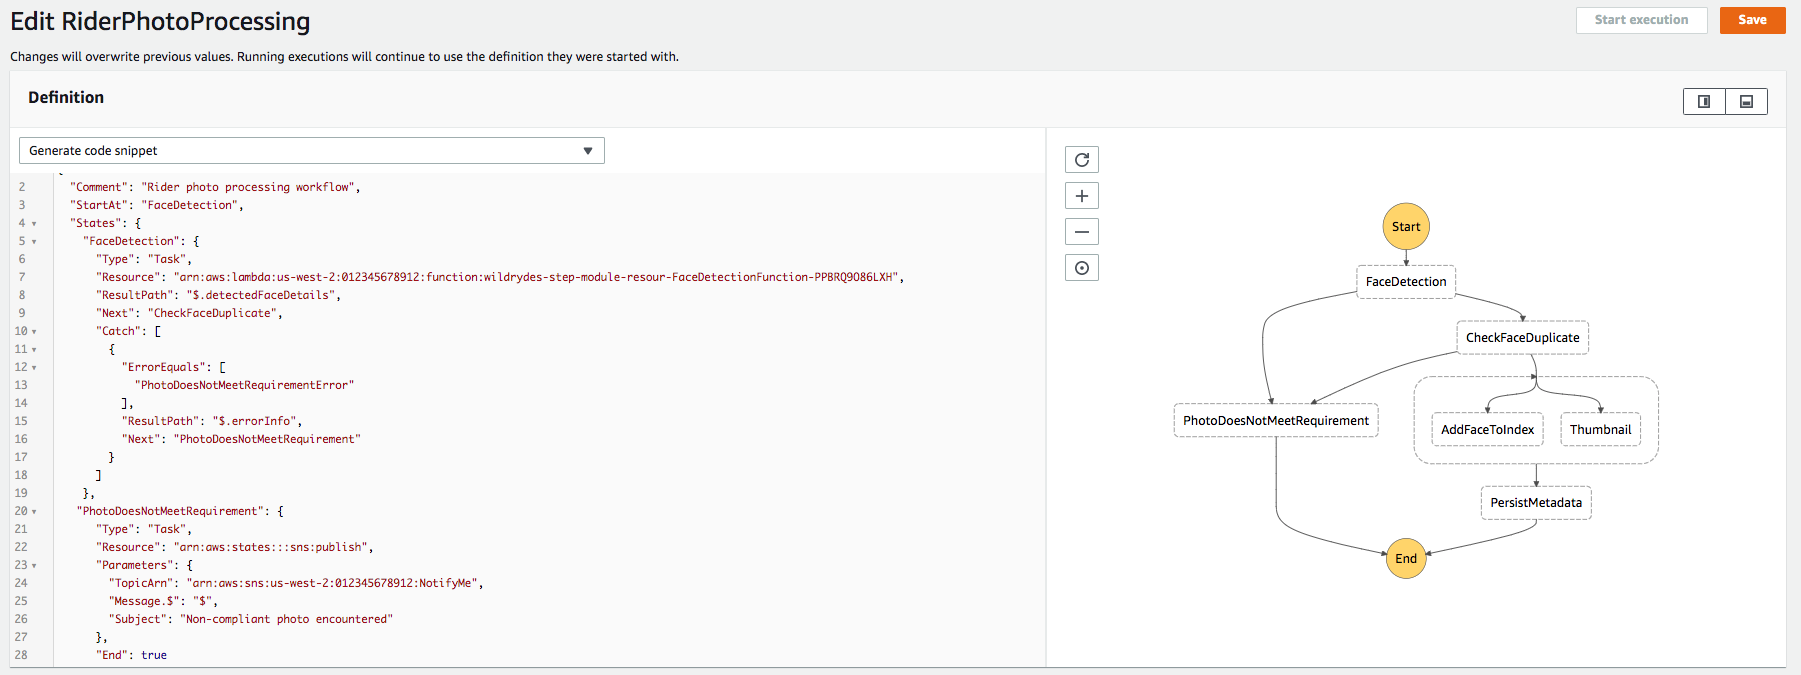 Edit RiderPhotoProcessing
Start execution
Save
Changes will overwrite previous values. Running executions will continue to use the definition they were started with.
Definition
Generate code snippet
2 "Comment": "Rider photo processing workflow",
3 "StartAt": "FaceDetection",
4 "States": {
5 "FaceDetection": {
6 "Type": "Task",
7 "Resource": "arn:aws:lambda:us-west-2:012345678912:function:wildrydes-step-module-resour-FaceDetectionFunction-PPBRQ9O86LXH",
8 "ResultPath": "$.detectedFaceDetails",
9 "Next": "CheckFaceDuplicate",
10 "Catch": [
11 {
12 "ErrorEquals": [
13 "PhotoDoesNotMeetRequirementError"
14 ],
15 "ResultPath": "$.errorInfo",
16 "Next": "PhotoDoesNotMeetRequirement"
17 }
18 ]
19 },
20 "PhotoDoesNotMeetRequirement": {
21 "Type": "Task",
22 "Resource": "arn:aws:states:::sns:publish",
23 "Parameters": {
24 "TopicArn": "arn:aws:sns:us-west-2:012345678912:NotifyMe",
25 "Message.$": "$",
26 "Subject": "Non-compliant photo encountered"
27 },
28 "End": true
Start
FaceDetection
CheckFaceDuplicate
PhotoDoesNotMeetRequirement
AddFaceToIndex
Thumbnail
PersistMetadata
End